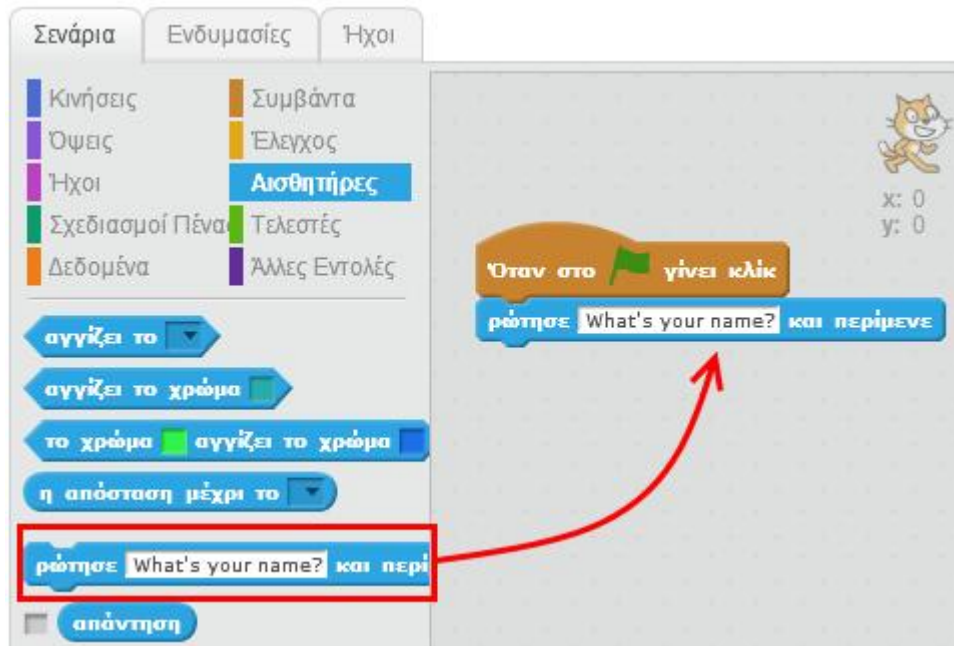 Σενάρια Ενδυμασίες Ήχοι
Κινήσεις Συμβάντα
Όψεις Έλεγχος
Ήχοι Αισθητήρες
Σχεδιασμοί Πένας Τελεστές
Δεδομένα Άλλες Εντολές
αγγίζει το
αγγίζει το χρώμα
το χρώμα αγγίζει το χρώμα
η απόσταση μέχρι το
ρώτησε What's your name? και περί
απάντηση
x: 0
y: 0
Όταν στο γίνει κλίκ
ρώτησε What's your name? και περίμενε